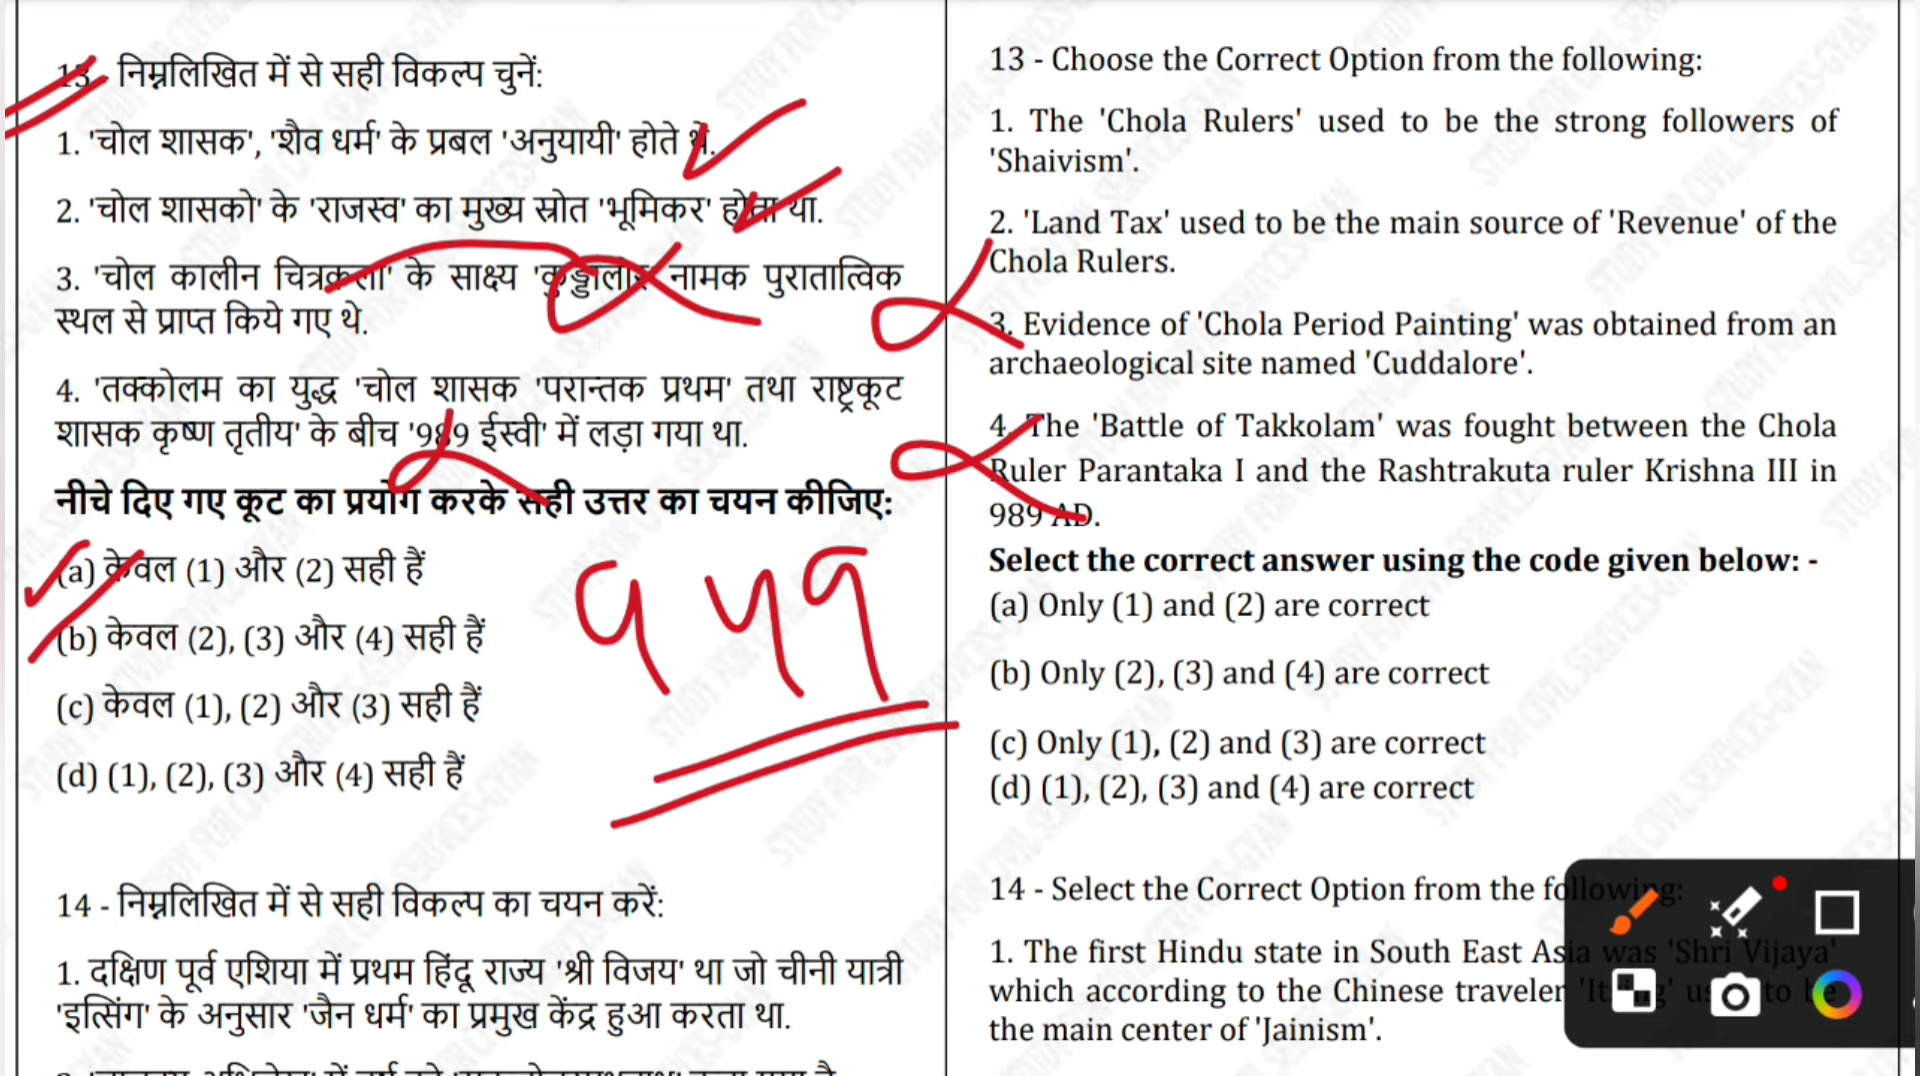 13 - निम्नलिखित में से सही विकल्प चुनें:
1. 'चोल शासक', 'शैव धर्म' के प्रबल 'अनुयायी' होते थे.
2. 'चोल शासको' के 'राजस्व' का मुख्य स्रोत 'भूमिकर' होता था.
3. 'चोल कालीन चित्रकला' के साक्ष्य 'कुड्डालोर' नामक पुरातात्विक
स्थल से प्राप्त किये गए थे.
4. 'तक्कोलम का युद्ध 'चोल शासक 'परान्तक प्रथम' तथा राष्ट्रकूट
शासक कृष्ण तृतीय' के बीच '989 ईस्वी' में लड़ा गया था.
नीचे दिए गए कूट का प्रयोग करके सही उत्तर का चयन कीजिए:
(a) केवल (1) और (2) सही हैं
(b) केवल (2), (3) और (4) सही हैं
(c) केवल (1), (2) और (3) सही हैं
(d) (1), (2), (3) और (4) सही हैं
949
14 - निम्नलिखित में से सही विकल्प का चयन करें:
1. दक्षिण पूर्व एशिया में प्रथम हिंदू राज्य 'श्री विजय' था जो चीनी यात्री
'इत्सिंग' के अनुसार 'जैन धर्म' का प्रमुख केंद्र हुआ करता था.
13 - Choose the Correct Option from the following:
1. The 'Chola Rulers' used to be the strong followers of
'Shaivism'.
2. 'Land Tax' used to be the main source of 'Revenue' of the
Chola Rulers.
3. Evidence of 'Chola Period Painting' was obtained from an
archaeological site named 'Cuddalore'.
4. The 'Battle of Takkolam' was fought between the Chola
Ruler Parantaka I and the Rashtrakuta ruler Krishna III in
989 AD.
Select the correct answer using the code given below: -
(a) Only (1) and (2) are correct
(b) Only (2), (3) and (4) are correct
(c) Only (1), (2) and (3) are correct
(d) (1), (2), (3) and (4) are correct
14 - Select the Correct Option from the following:
1. The first Hindu state in South East Asia was 'Shri Vijaya'
which according to the Chinese traveler used to be
the main center of 'Jainism'.
STUDY FOR CIVIL SERVICES-GYAN